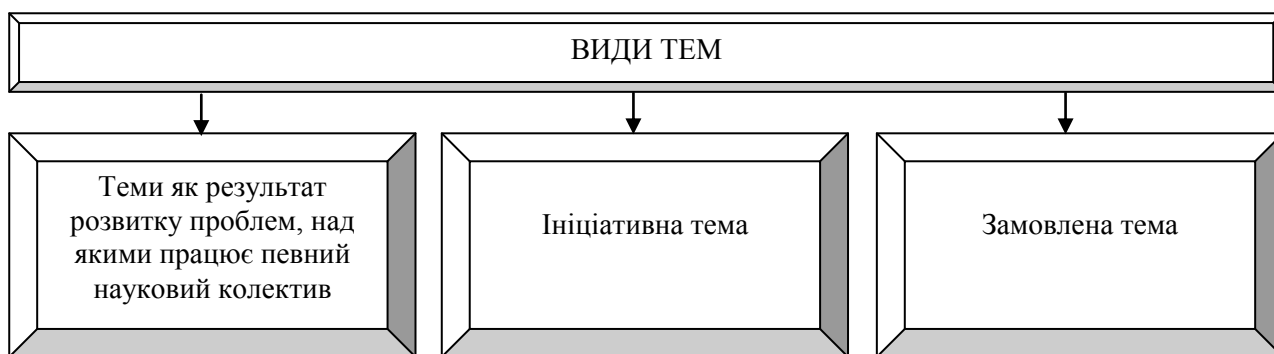 ВИДИ ТЕМ
Теми як результат
розвитку проблем, над
якими працює певний
науковий колектив
Ініціативна тема
Замовлена тема